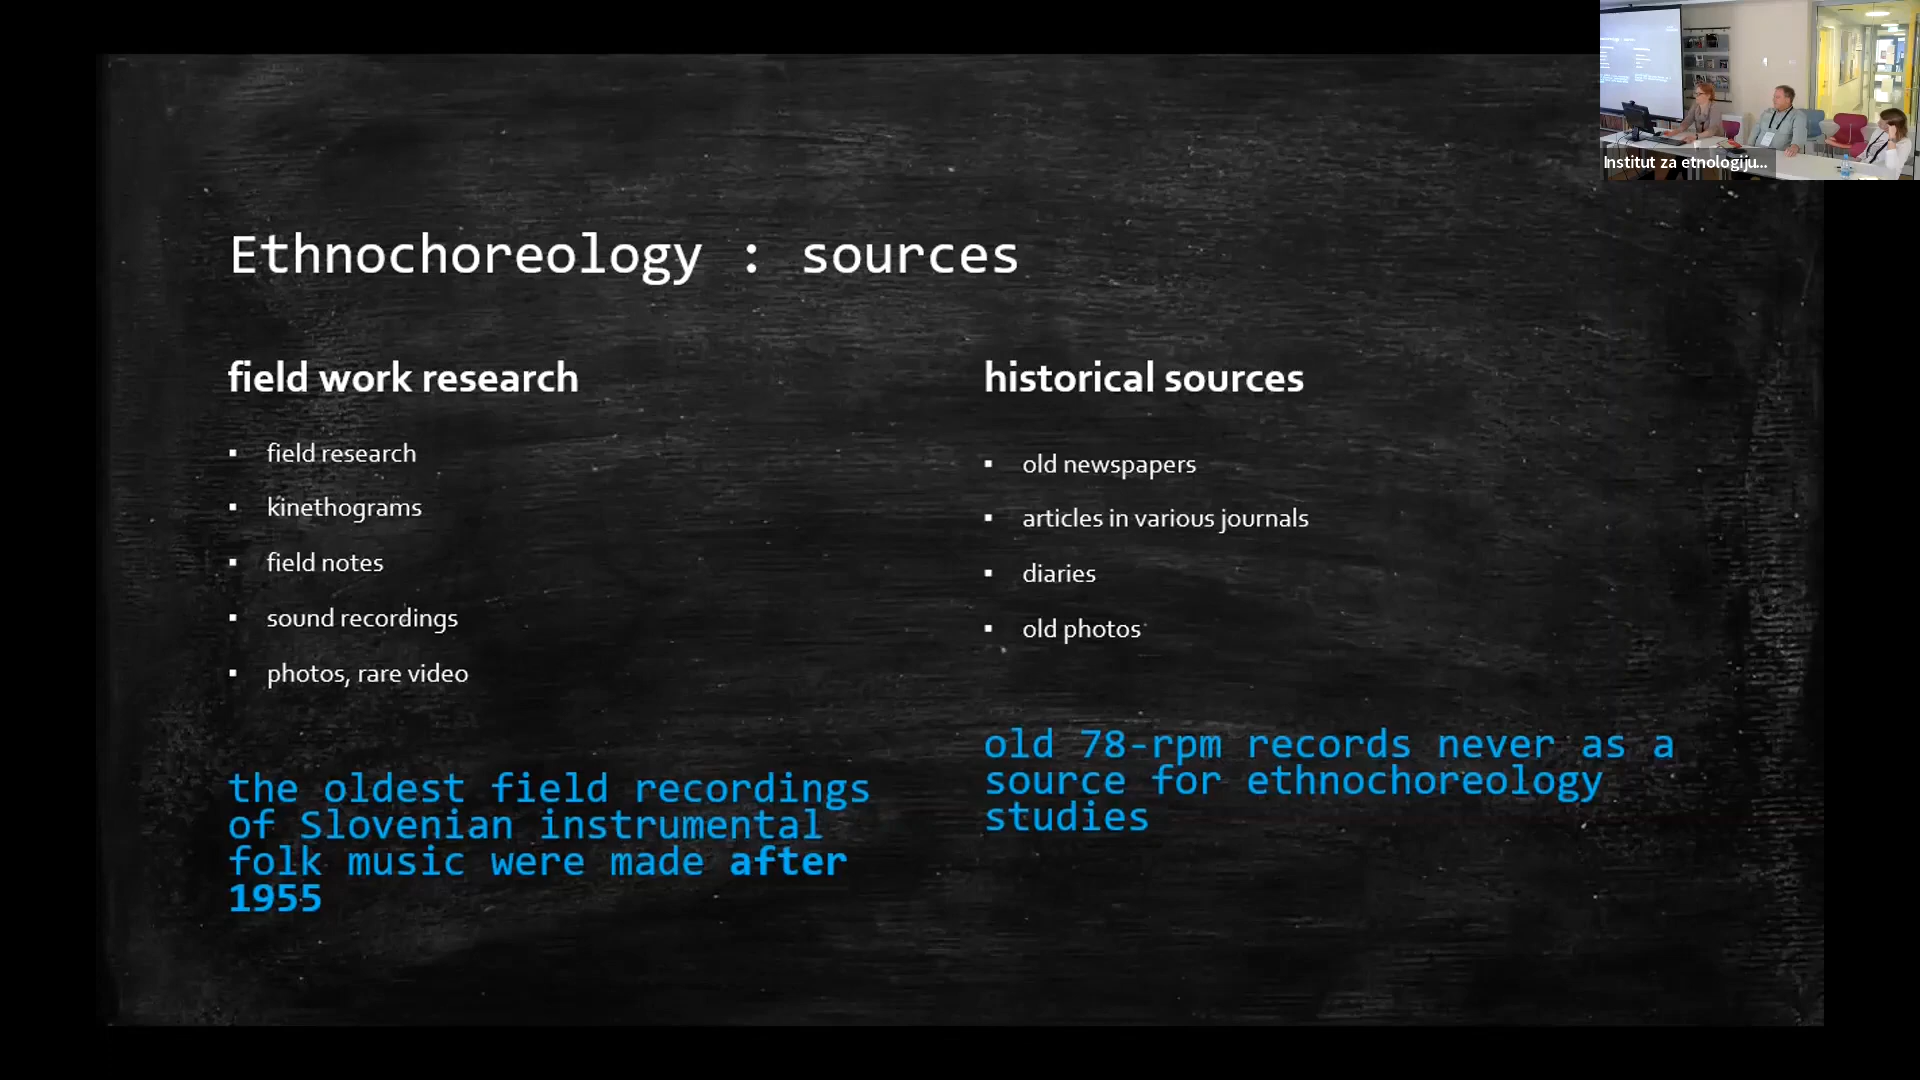 Institut za etnologiju...
Ethnochoreology : sources
field work research
▪ field research
▪ kinethograms
▪ field notes
▪ sound recordings
▪ photos, rare video
the oldest field recordings
of Slovenian instrumental
folk music were made after
1955
historical sources
▪ old newspapers
▪ articles in various journals
▪ diaries
▪ old photos
old 78-rpm records never as a
source for ethnochoreology
studies